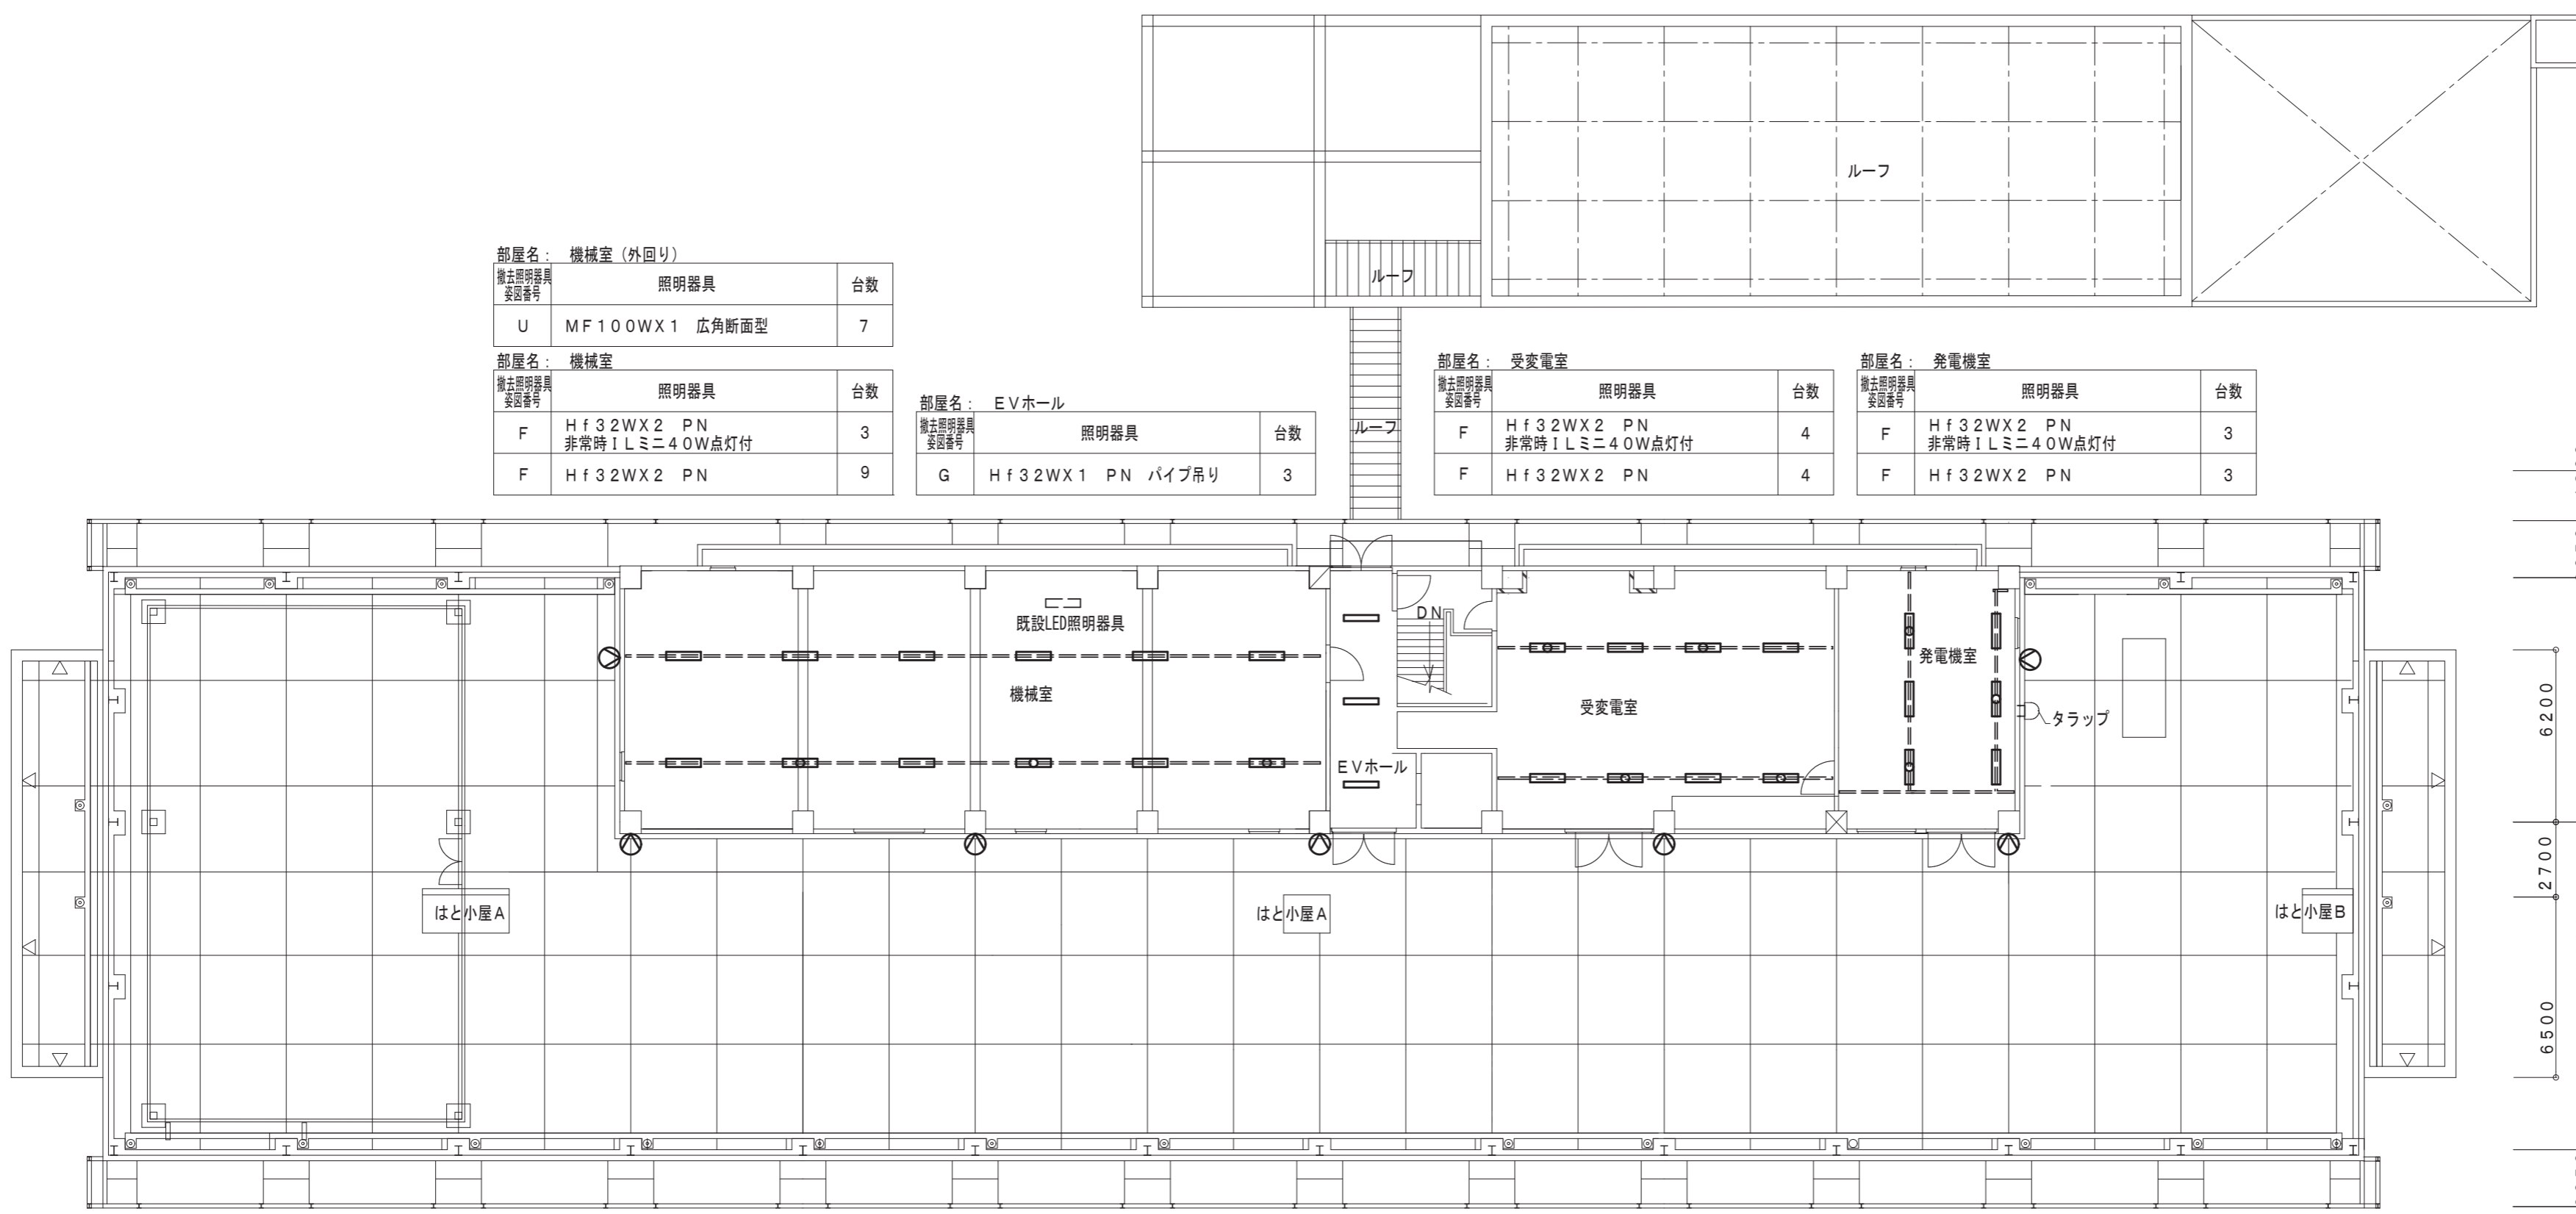 ルーフ
ルーフ
ルーフ
部屋名： 機械室（外回り）
撤去照明器具姿図番号 照明器具 台数
U MF100WX1 広角断面型 7
部屋名： 機械室
撤去照明器具姿図番号 照明器具 台数
F Hf32WX2 PN
非常時ILミニ40W点灯付 3
F Hf32WX2 PN 9
部屋名： EVホール
撤去照明器具姿図番号 照明器具 台数
G Hf32WX1 PN パイプ吊り 3
部屋名： 受変電室
撤去照明器具姿図番号 照明器具 台数
F Hf32WX2 PN
非常時ILミニ40W点灯付 4
F Hf32WX2 PN 4
部屋名： 発電機室
撤去照明器具姿図番号 照明器具 台数
F Hf32WX2 PN
非常時ILミニ40W点灯付 3
F Hf32WX2 PN 3
既設LED照明器具
機械室
DN
EVホール
受変電室
発電機室
タラップ
はと小屋A
はと小屋A
はと小屋B
6200
2700
6500